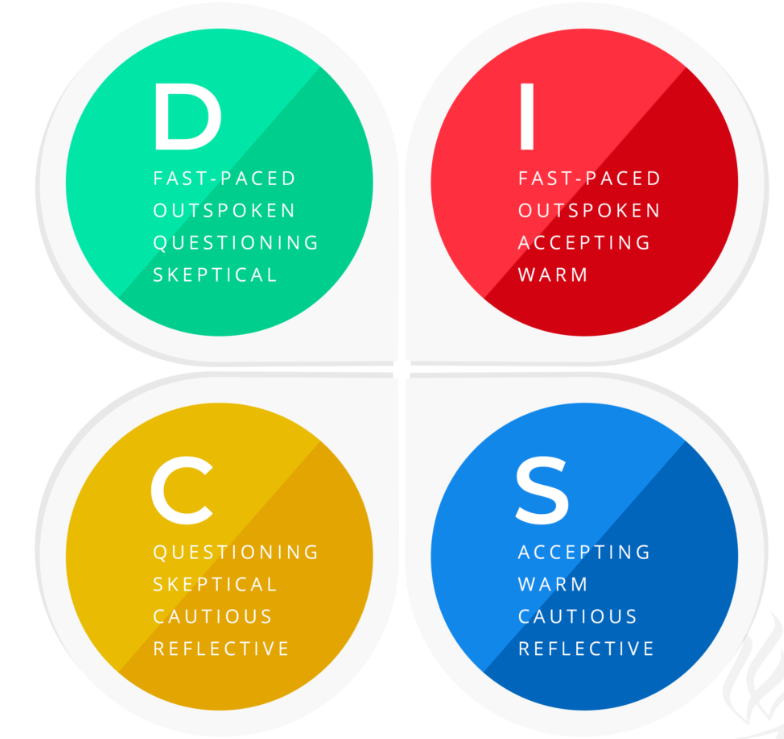 D
FAST-PACED
OUTSPOKEN
QUESTIONING
SKEPTICAL
I
FAST-PACED
OUTSPOKEN
ACCEPTING
WARM
C
QUESTIONING
SKEPTICAL
CAUTIOUS
REFLECTIVE
S
ACCEPTING
WARM
CAUTIOUS
REFLECTIVE